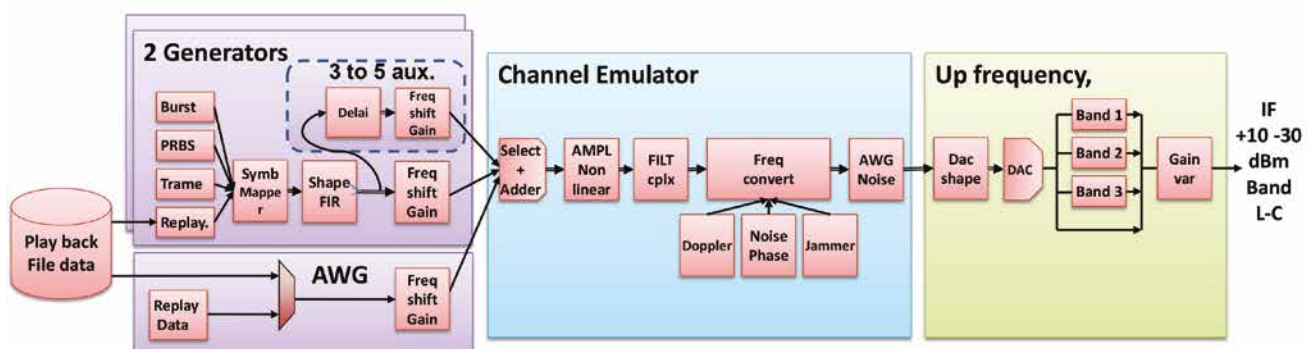 2 Generators
3 to 5 aux.
Burst
PRBS
Trame
Replay.
Symb
Mappe
r
Shape
FIR
Delai
Freq
shift
Gain
Freq
shift
Gain
Play back
File data
AWG
Replay
Data
Freq
shift
Gain
Channel Emulator
Select
+
Adder
AMPL
Non
linear
FILT
cplx
Freq
convert
AWG
Noise
Doppler
Noise
Phase
Jammer
Up frequency,
Dac
shape
DAC
Band 1
Band 2
Band 3
Gain
var
IF
+10 -30
dBm
Band
L-C